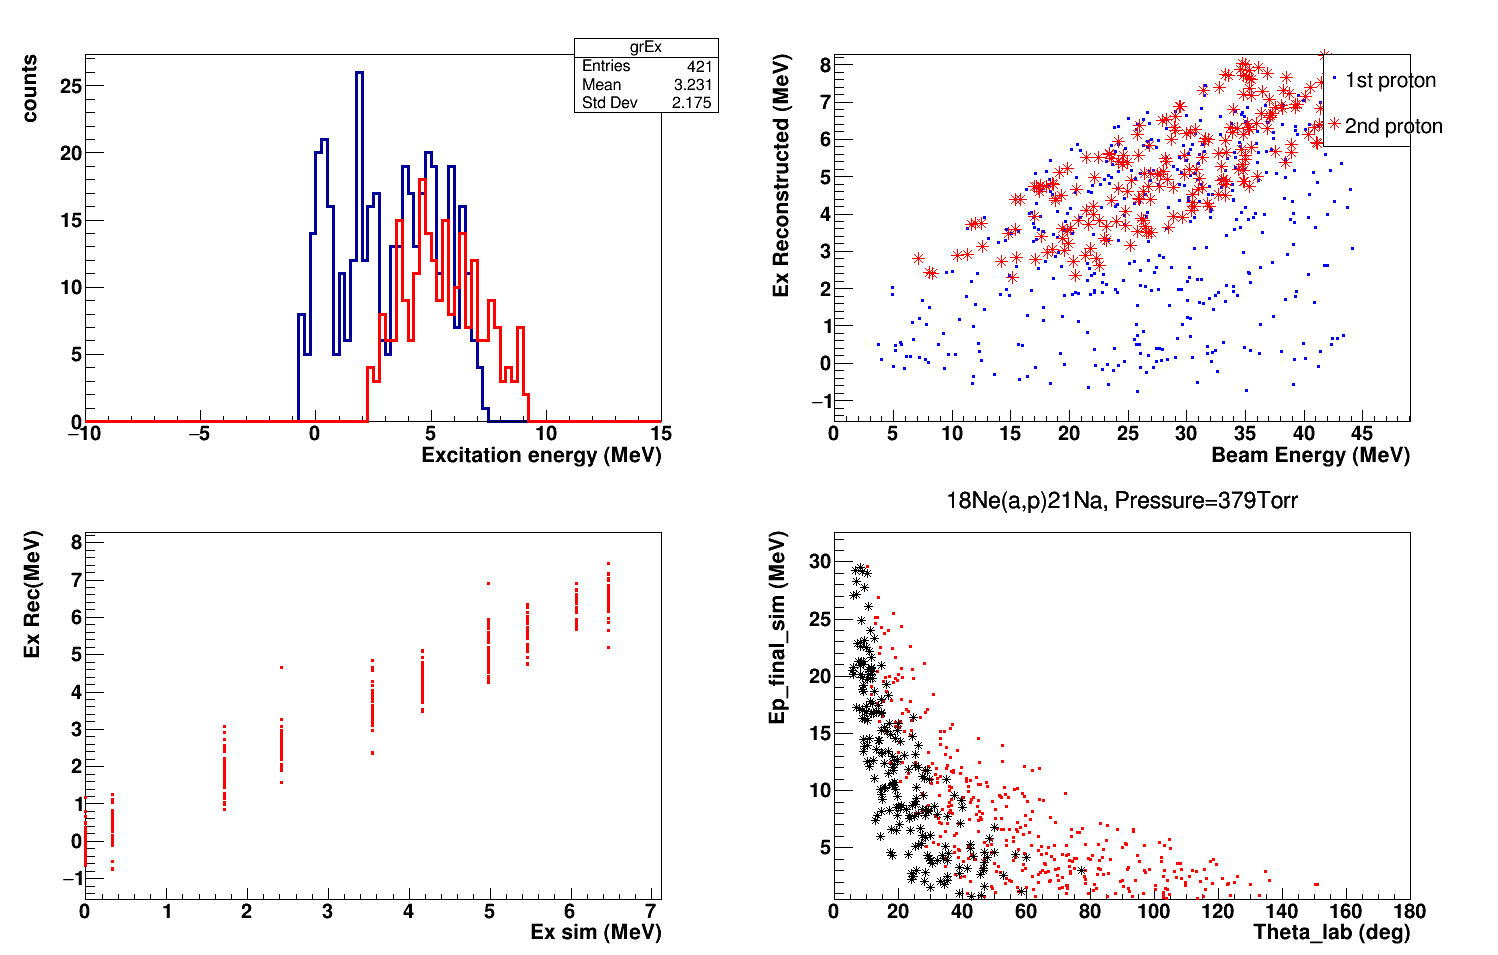 counts
grEx
Entries 421
Mean 3.231
Std Dev 2.175
25
20
15
10
5
0
−10 −5 0 5 10 15
Excitation energy (MeV)
Ex Reconstructed (MeV)
8
7
6
5
4
3
2
1
0
−1
1st proton
2nd proton
0 5 10 15 20 25 30 35 40 45
Beam Energy (MeV)
Ex Rec(MeV)
8
7
6
5
4
3
2
1
0
−1
0 1 2 3 4 5 6 7
Ex sim (MeV)
18Ne(a,p)21Na, Pressure=379Torr
Ep_final_sim (MeV)
30
25
20
15
10
5
0 20 40 60 80 100 120 140 160 180
Theta_lab (deg)